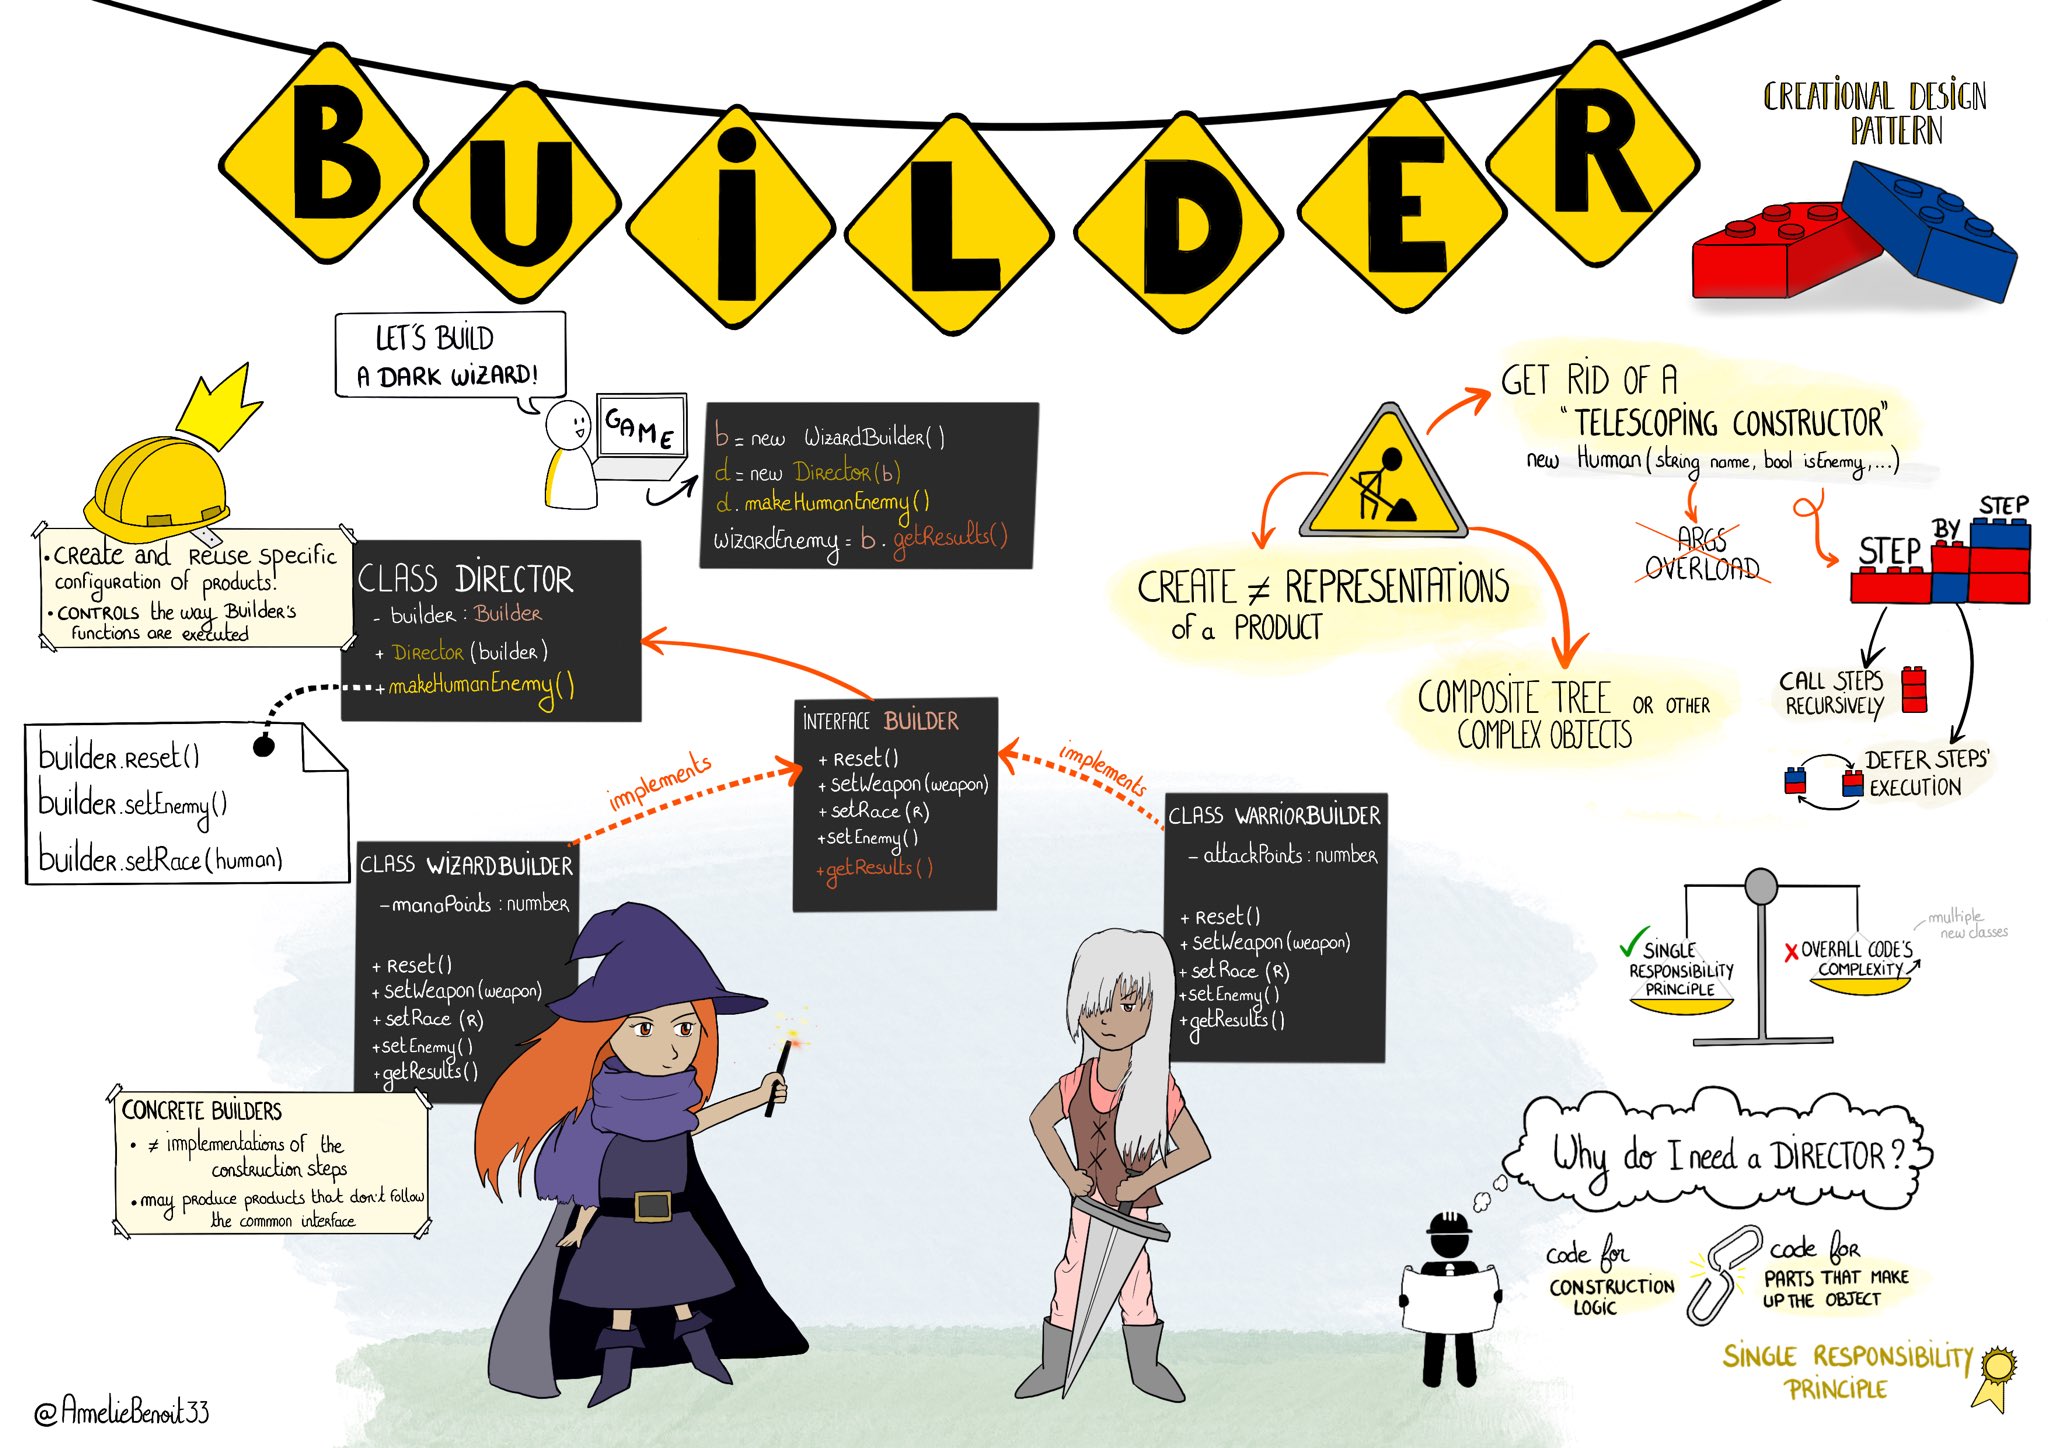 BUiLDER
CREATIONAL DESIGN
PATTERN
LET'S BUILD
A DARK WIZARD!
GAME
b = new WizardBuilder()
d = new Director(b)
d.makeHumanEnemy()
wizardEnemy = b.getResults()
• CREATE and REUSE SPECIFIC
configuration of products!
• CONTROLS the way Builder's
functions are executed
CLASS DIRECTOR
- builder : Builder
+ Director (builder)
+ makeHumanEnemy()
builder.reset()
builder.setEnemy()
builder.setRace(human)
INTERFACE BUILDER
+ Reset()
+ setWeapon(weapon)
+ setRace (R)
+setEnemy()
+getResults()
implements
implements
CLASS WIZARDBUILDER
- manaPoints : number
+ Reset()
+ setWeapon(weapon)
+ setRace (R)
+setEnemy()
+getResults()
CLASS WARRIORBUILDER
- attackPoints : number
+ Reset()
+ setWeapon(weapon)
+ setRace (R)
+setEnemy()
+getResults()
CONCRETE BUILDERS
• ≠ implementations of the
construction steps
• may produce products that don't follow
the common interface
@AmelieBenoit33
GET RID OF A
"TELESCOPING CONSTRUCTOR"
new Human (string name, bool isEnemy,...)
ARGS
OVERLOAD
STEP
BY
STEP
CREATE ≠ REPRESENTATIONS
of a PRODUCT
COMPOSITE TREE OR OTHER
COMPLEX OBJECTS
CALL STEPS
RECURSIVELY
DEFER STEPS'
EXECUTION
SINGLE
RESPONSIBILITY
PRINCIPLE
OVERALL CODE'S
COMPLEXITY
multiple
new classes
Why do I need a DIRECTOR?
code for
CONSTRUCTION
LOGIC
code for
PARTS THAT MAKE
UP THE OBJECT
SINGLE RESPONSIBILITY
PRINCIPLE